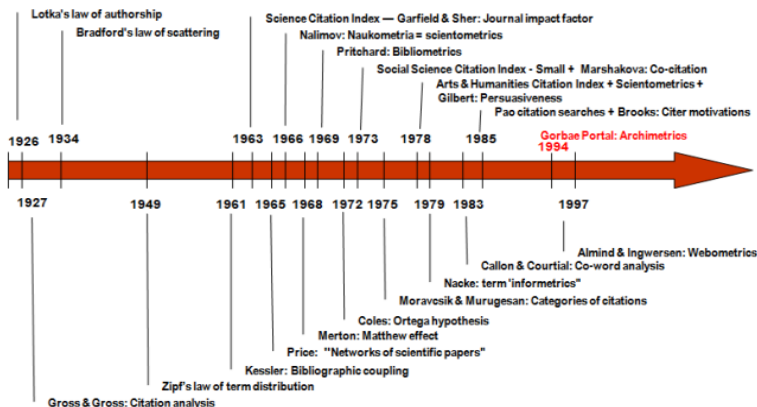 Lotka's law of authorship
Bradford's law of scattering
Science Citation Index — Garfield & Sher: Journal impact factor
Nalimov: Naukometria = scientometrics
Pritchard: Bibliometrics
Social Science Citation Index - Small + Marshakova: Co-citation
Arts & Humanities Citation Index + Scientometrics +
Gilbert: Persuasiveness
Pao citation searches + Brooks: Citer motivations
Gorbae Portal: Archimetrics
1926 1934 1963 1966 1969 1973 1978 1985 1994
1927 1949 1961 1965 1968 1972 1975 1979 1983 1997
Almind & Ingwersen: Webometrics
Callon & Courtial: Co-word analysis
Nacke: term 'informetrics"
Moravcsik & Murugesan: Categories of citations
Coles: Ortega hypothesis
Merton: Matthew effect
Price: "Networks of scientific papers"
Kessler: Bibliographic coupling
Zipf's law of term distribution
Gross & Gross: Citation analysis